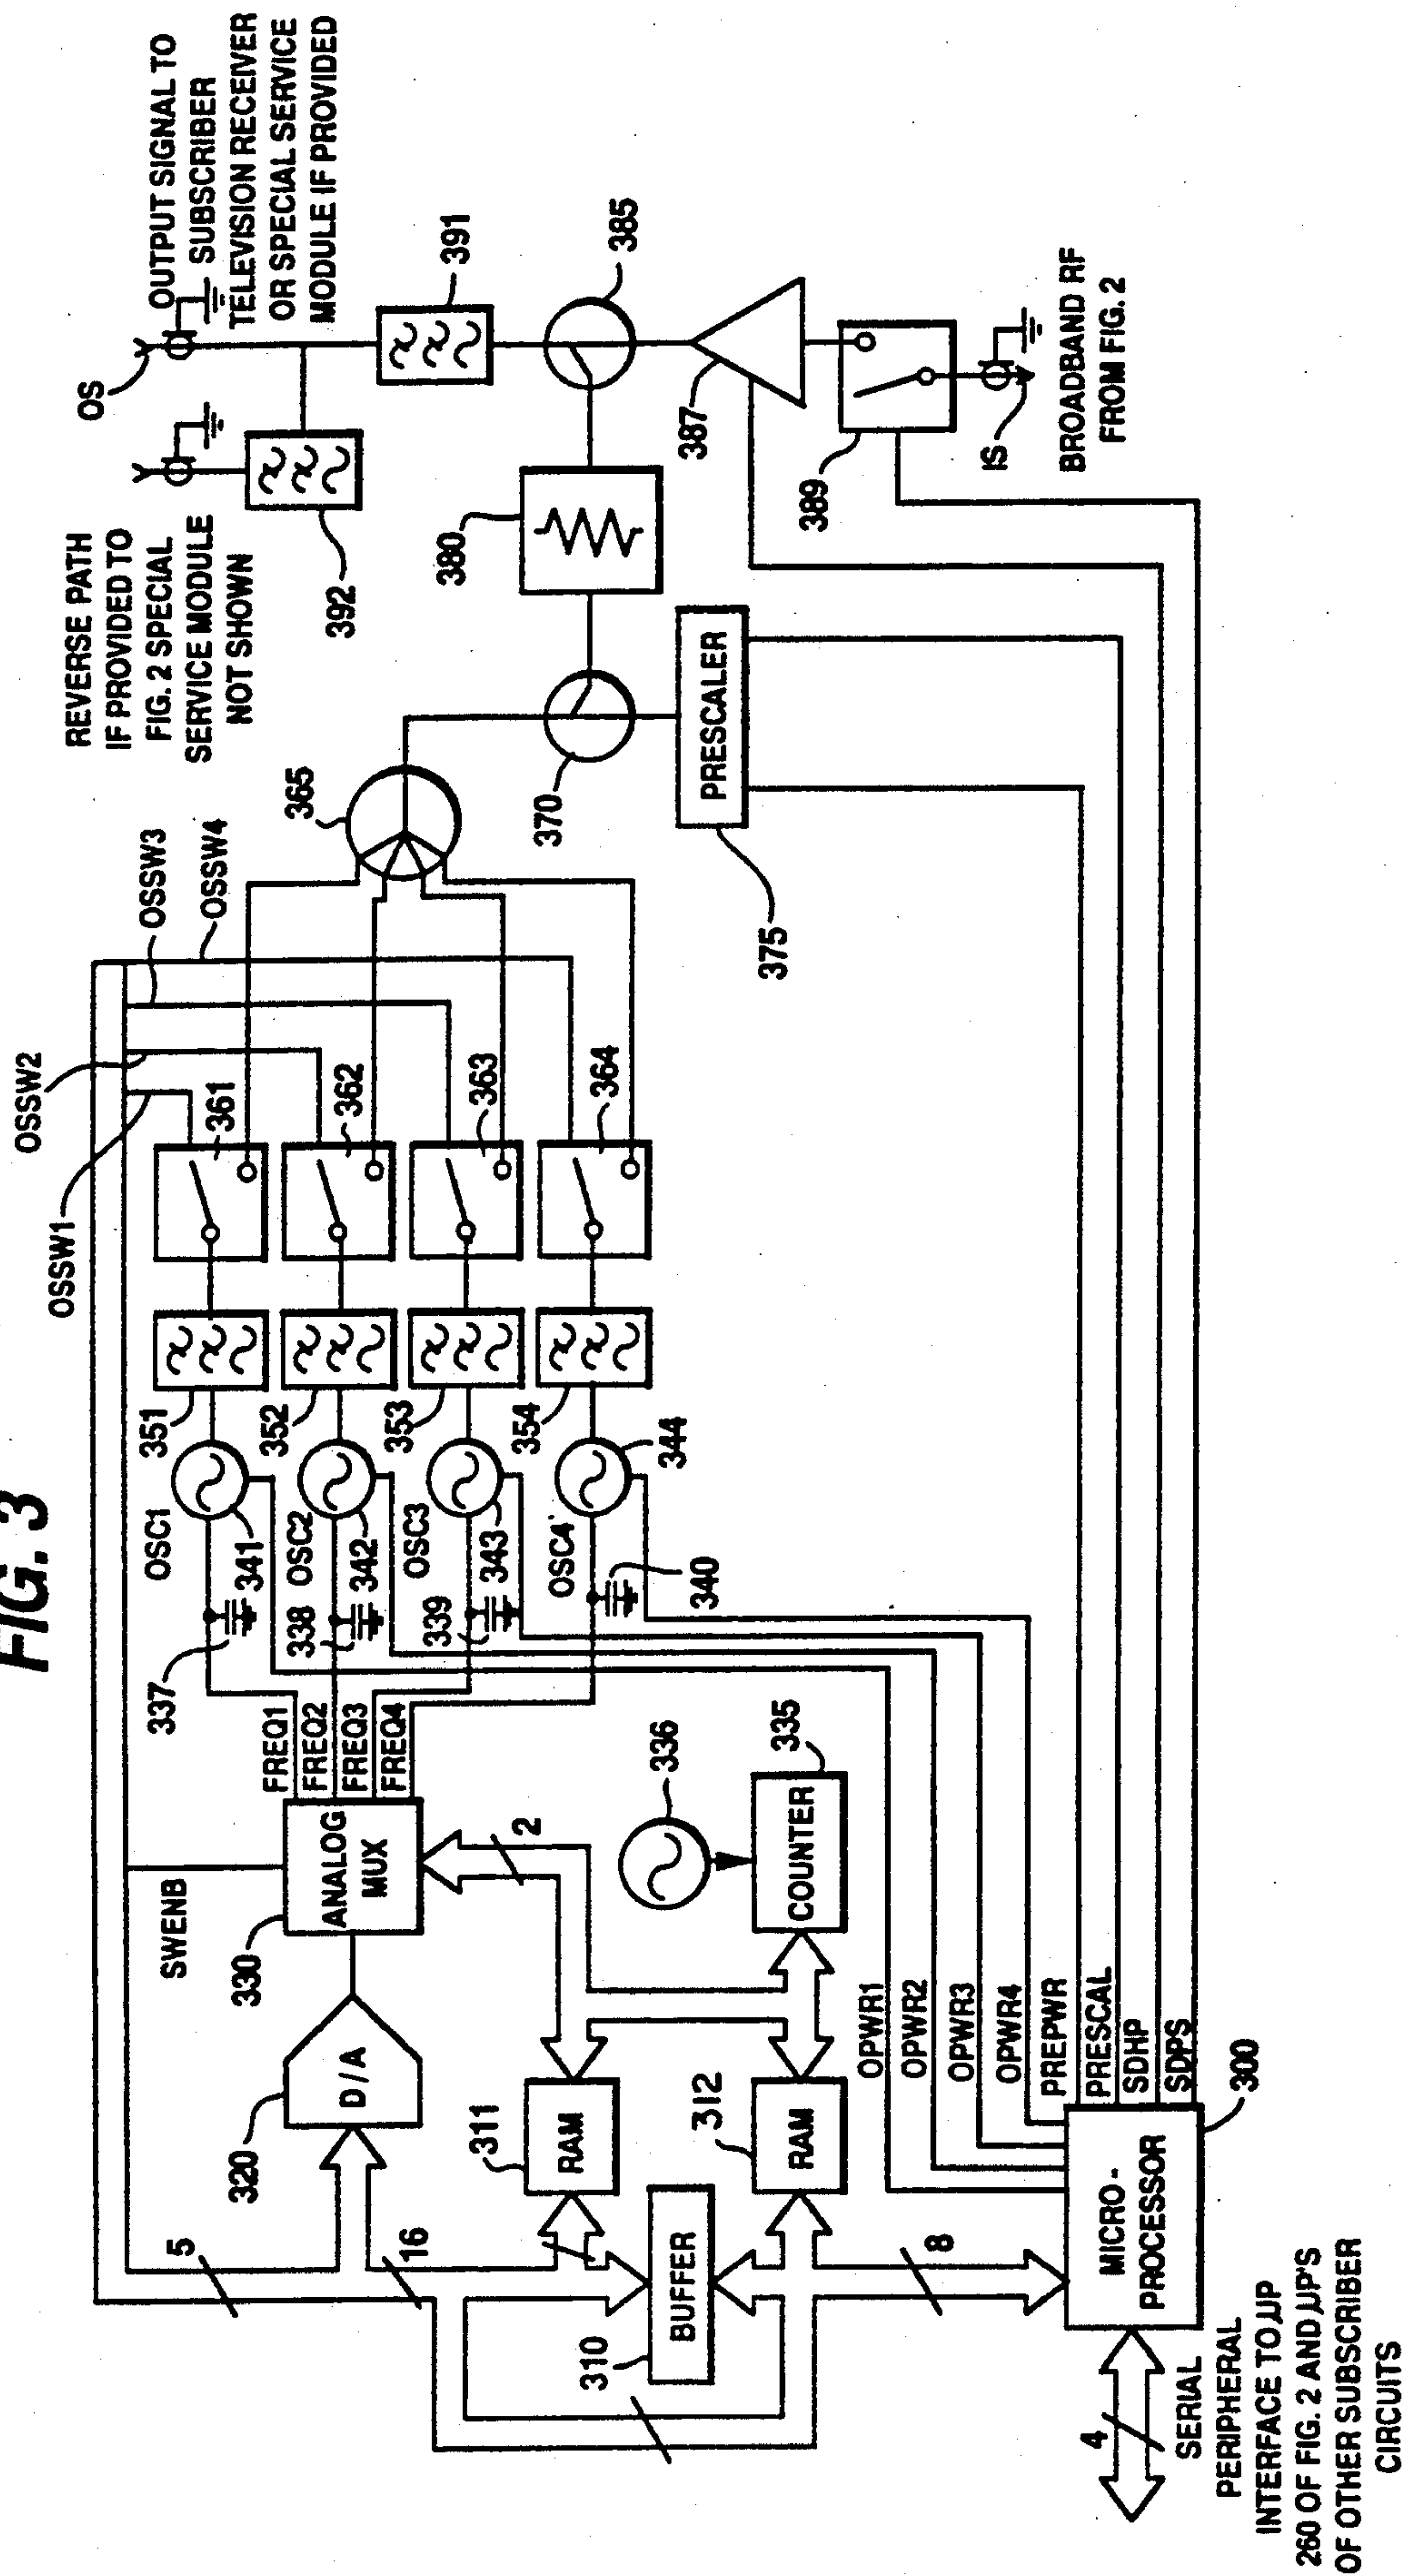 FIG. 3
OSSW1
OSSW2
OSSW3
OSSW4
REVERSE PATH
IF PROVIDED TO
FIG. 2 SPECIAL
SERVICE MODULE
NOT SHOWN
OS
OUTPUT SIGNAL TO
SUBSCRIBER
TELEVISION RECEIVER
OR SPECIAL SERVICE
MODULE IF PROVIDED
5
SWENB
320
D/A
330
ANALOG
MUX
FREQ1
FREQ2
FREQ3
FREQ4
337
338
339
340
OSC1
OSC2
OSC3
OSC4
341
342
343
344
351
352
353
354
361
362
363
364
365
370
PRESCALER
375
380
385
387
389
391
392
IS
BROADBAND RF
FROM FIG. 2
16
311
RAM
2
336
335
COUNTER
312
RAM
310
BUFFER
8
OPWR1
OPWR2
OPWR3
OPWR4
PREPWR
PRESCAL
SDHP
SDPS
300
MICRO-
PROCESSOR
4
SERIAL
PERIPHERAL
INTERFACE TO µP
260 OF FIG. 2 AND µP'S
OF OTHER SUBSCRIBER
CIRCUITS